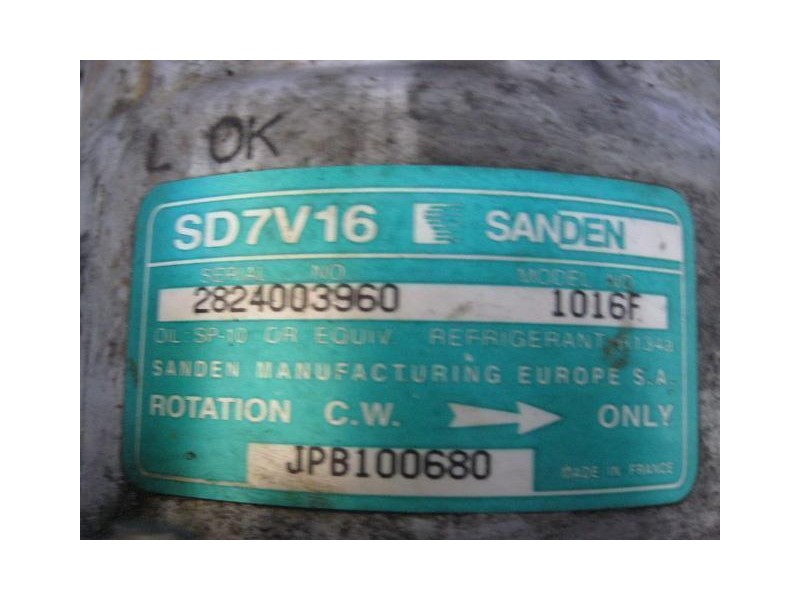 L OK
SD7V16 SANDEN
SERIAL NO. MODEL NO.
2824003960 1016F
OIL: SP-10 OR EQUIV. REFRIGERANT: R134a
SANDEN MANUFACTURING EUROPE S.A.
ROTATION C.W. ONLY
JPB100680 MADE IN FRANCE